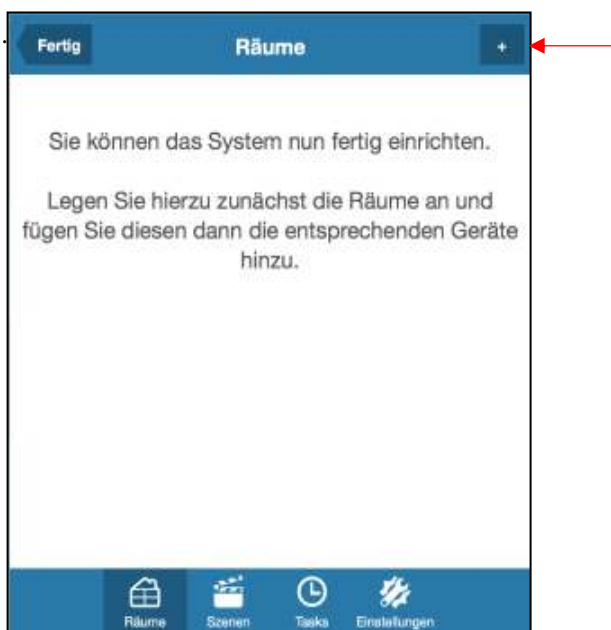 Fertig
Räume
+
Sie können das System nun fertig einrichten.
Legen Sie hierzu zunächst die Räume an und
fügen Sie diesen dann die entsprechenden Geräte
hinzu.
Räume
Szenen
Tasks
Einstellungen